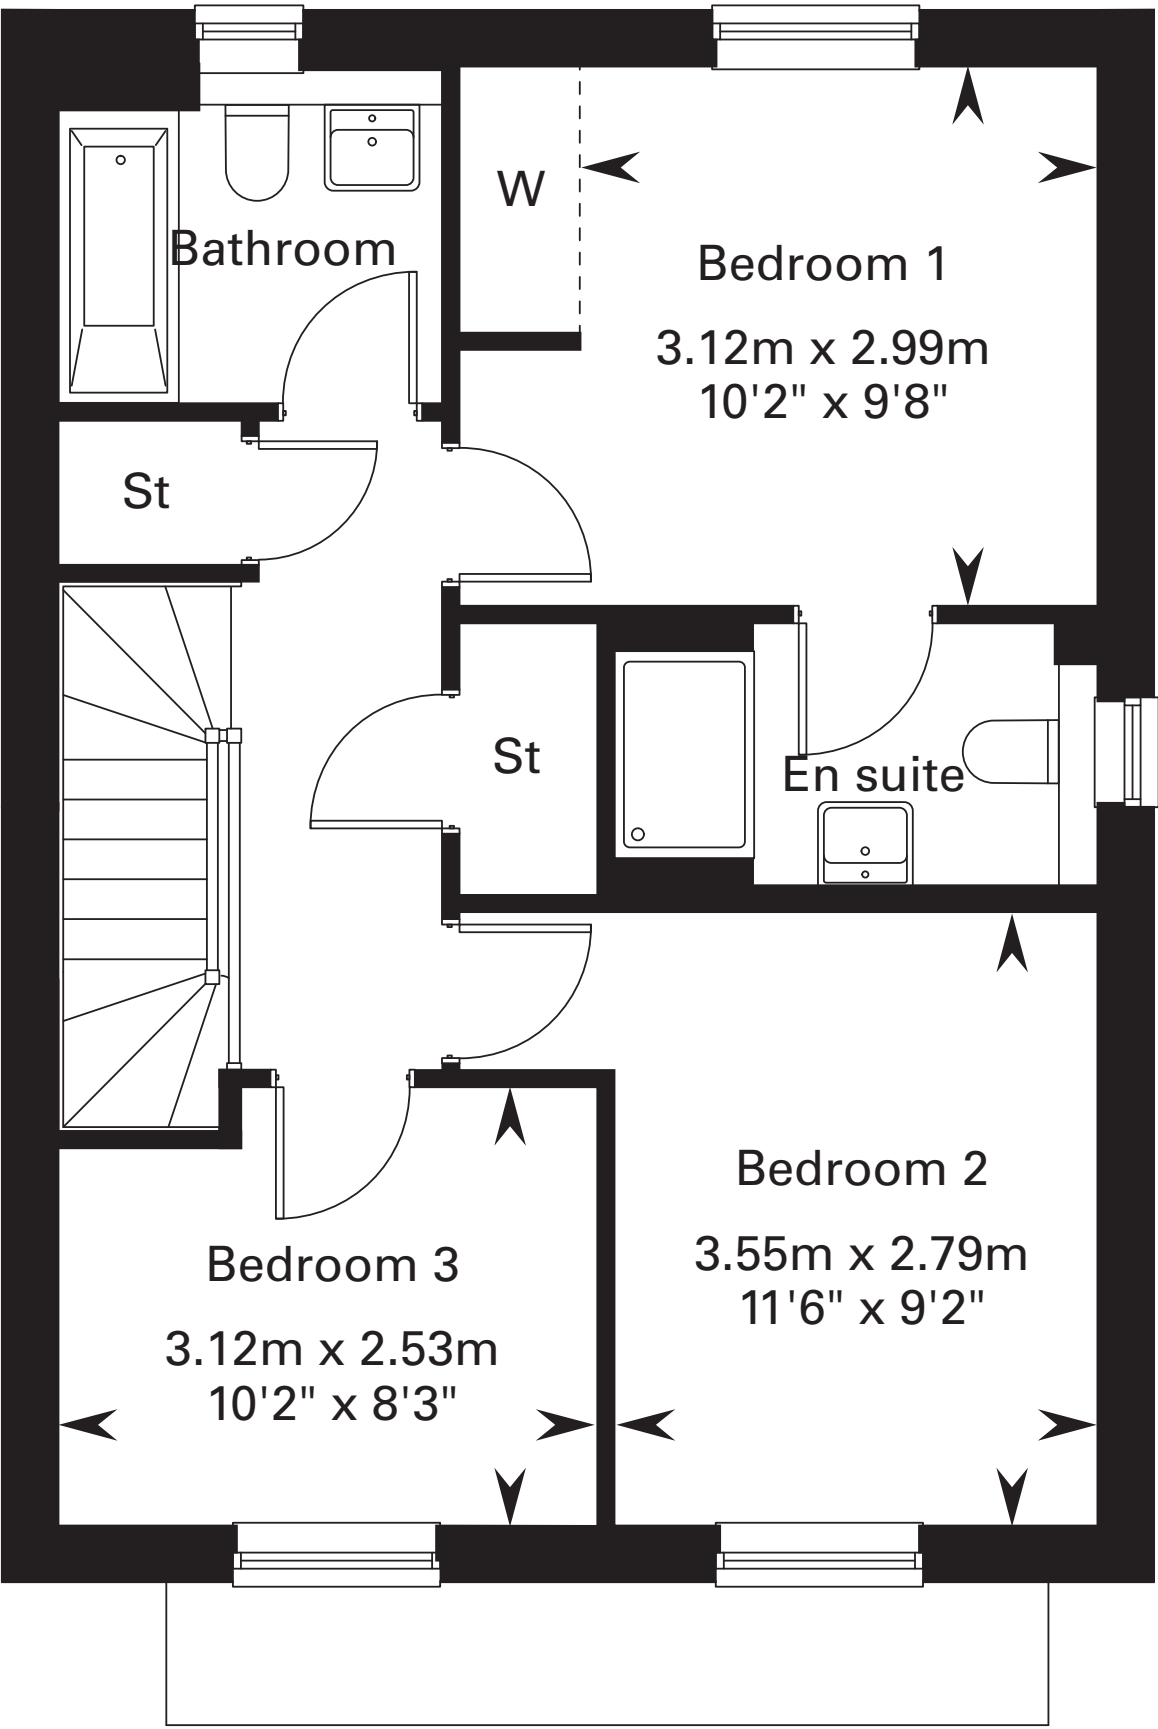 W
Bathroom
Bedroom 1
3.12m x 2.99m
10'2" x 9'8"
St
St
En suite
Bedroom 2
3.55m x 2.79m
11'6" x 9'2"
Bedroom 3
3.12m x 2.53m
10'2" x 8'3"